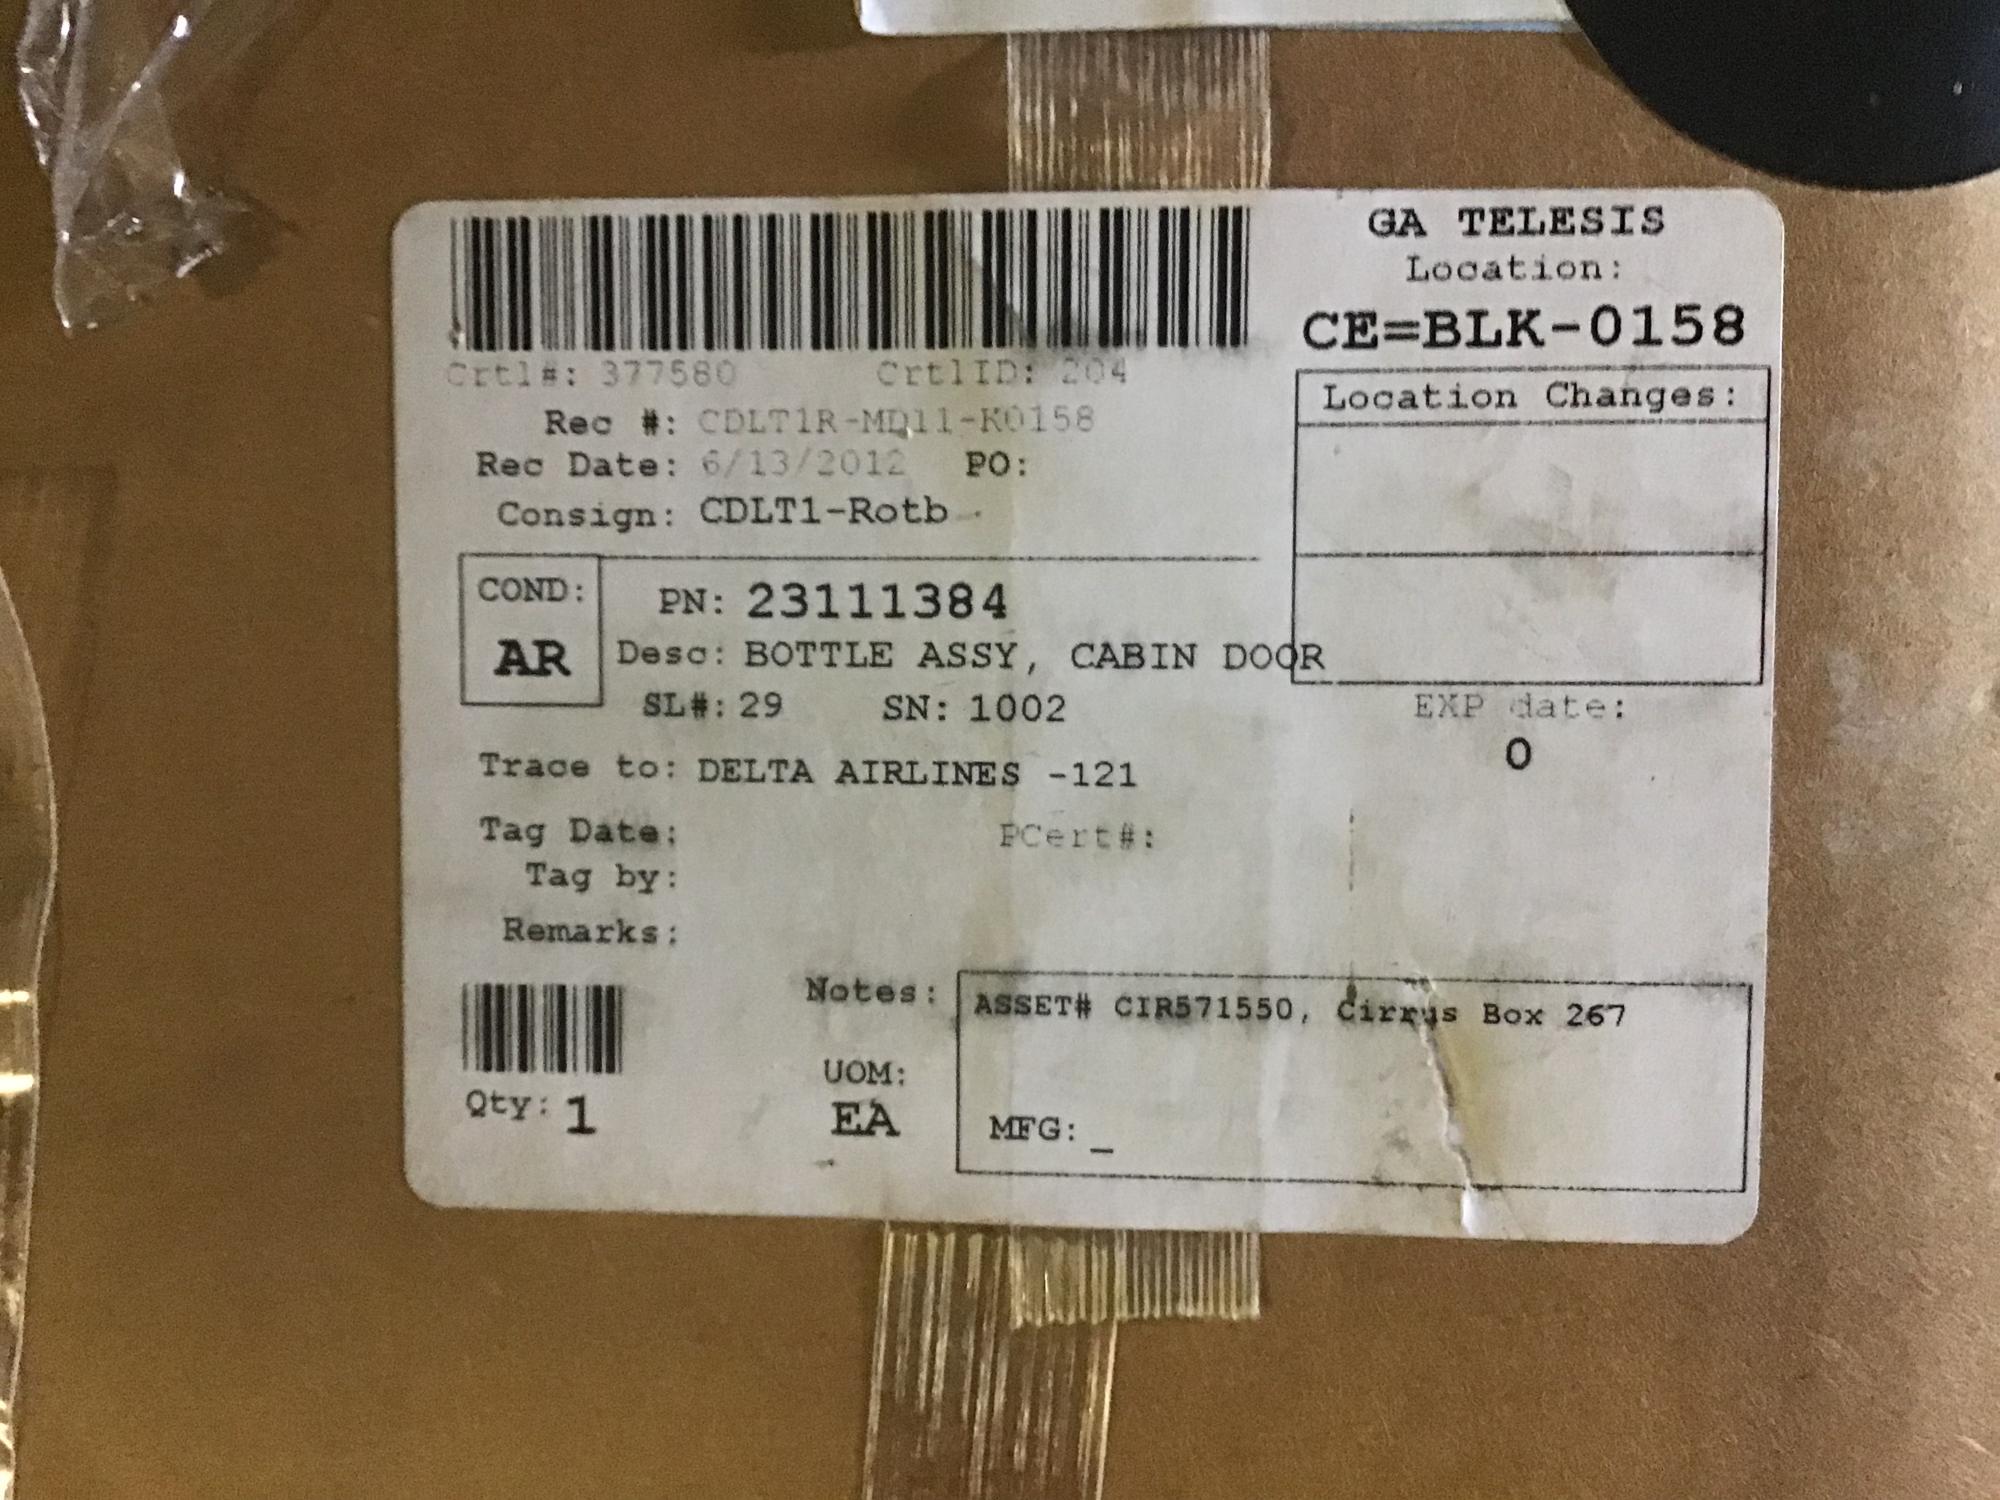 GA TELESIS
Location:
CE=BLK-0158
Location Changes:
Crtl#: 377580 CrtlID: 204
Rec #: CDLT1R-MD11-K0158
Rec Date: 6/13/2012 PO:
Consign: CDLT1-Rotb
COND:
AR
PN: 23111384
Desc: BOTTLE ASSY, CABIN DOOR
SL#: 29 SN: 1002
EXP date:
0
Trace to: DELTA AIRLINES -121
Tag Date: PCert#:
Tag by:
Remarks:
Notes: ASSET# CIR571550, Cirrus Box 267
MFG: _
UOM:
EA
Qty: 1